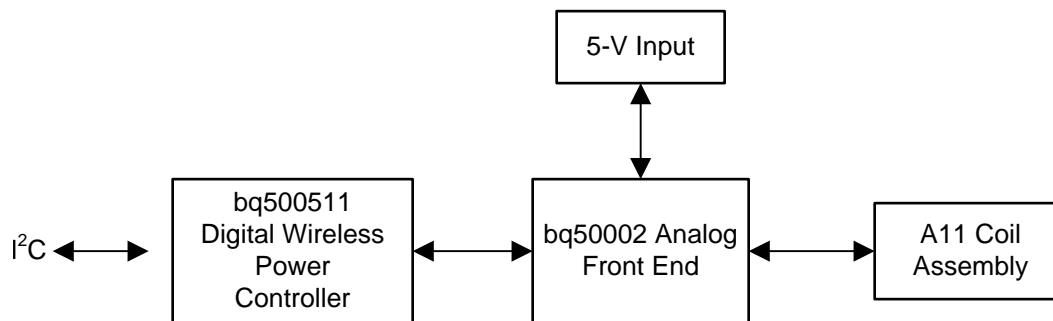 5-V Input
bq500511
Digital Wireless
Power
Controller
bq50002 Analog
Front End
A11 Coil
Assembly
I²C